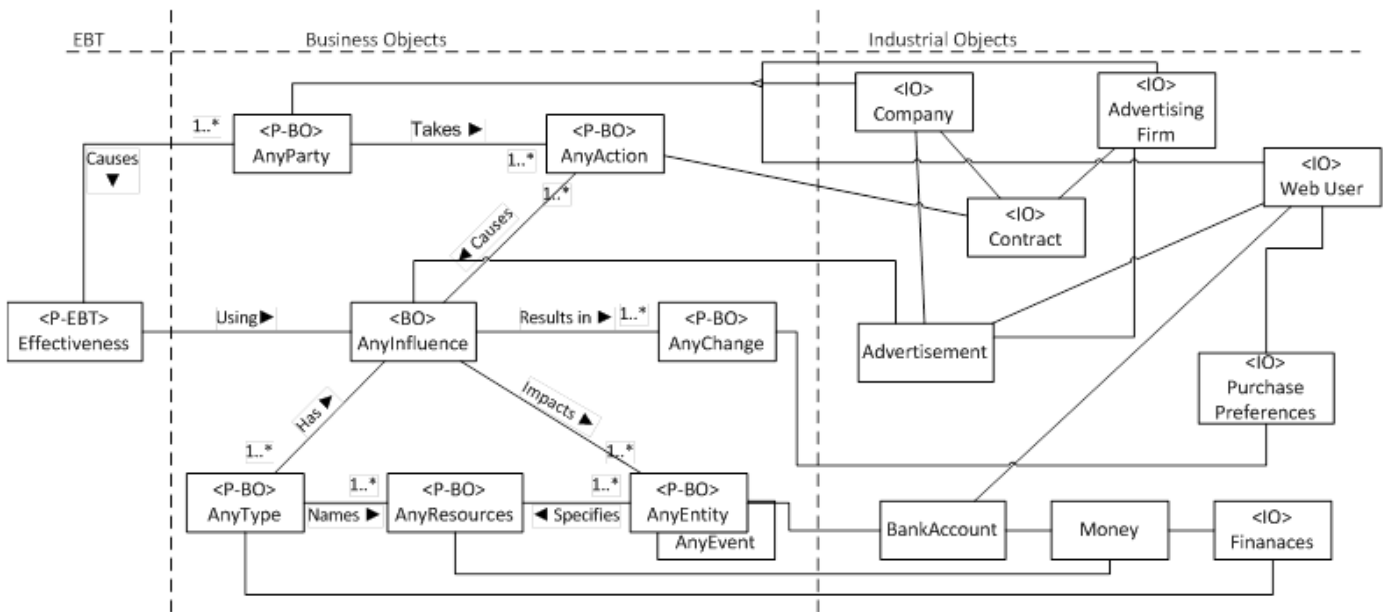 EBT
Business Objects
Industrial Objects
<IO>
Company
<IO>
Advertising
Firm
1..*
<P-BO>
AnyParty
Takes ►
1..*
<P-BO>
AnyAction
Causes
▼
<IO>
Web User
1..*
<IO>
Contract
◄ Causes
<P-EBT>
Effectiveness
Using►
<BO>
AnyInfluence
Results in ►
1..*
<P-BO>
AnyChange
Advertisement
<IO>
Purchase
Preferences
Has ►
Impacts ►
1..*
1..*
<P-BO>
AnyType
Names ►
1..*
<P-BO>
AnyResources
1..*
◄ Specifies
<P-BO>
AnyEntity
AnyEvent
BankAccount
Money
<IO>
Finanaces